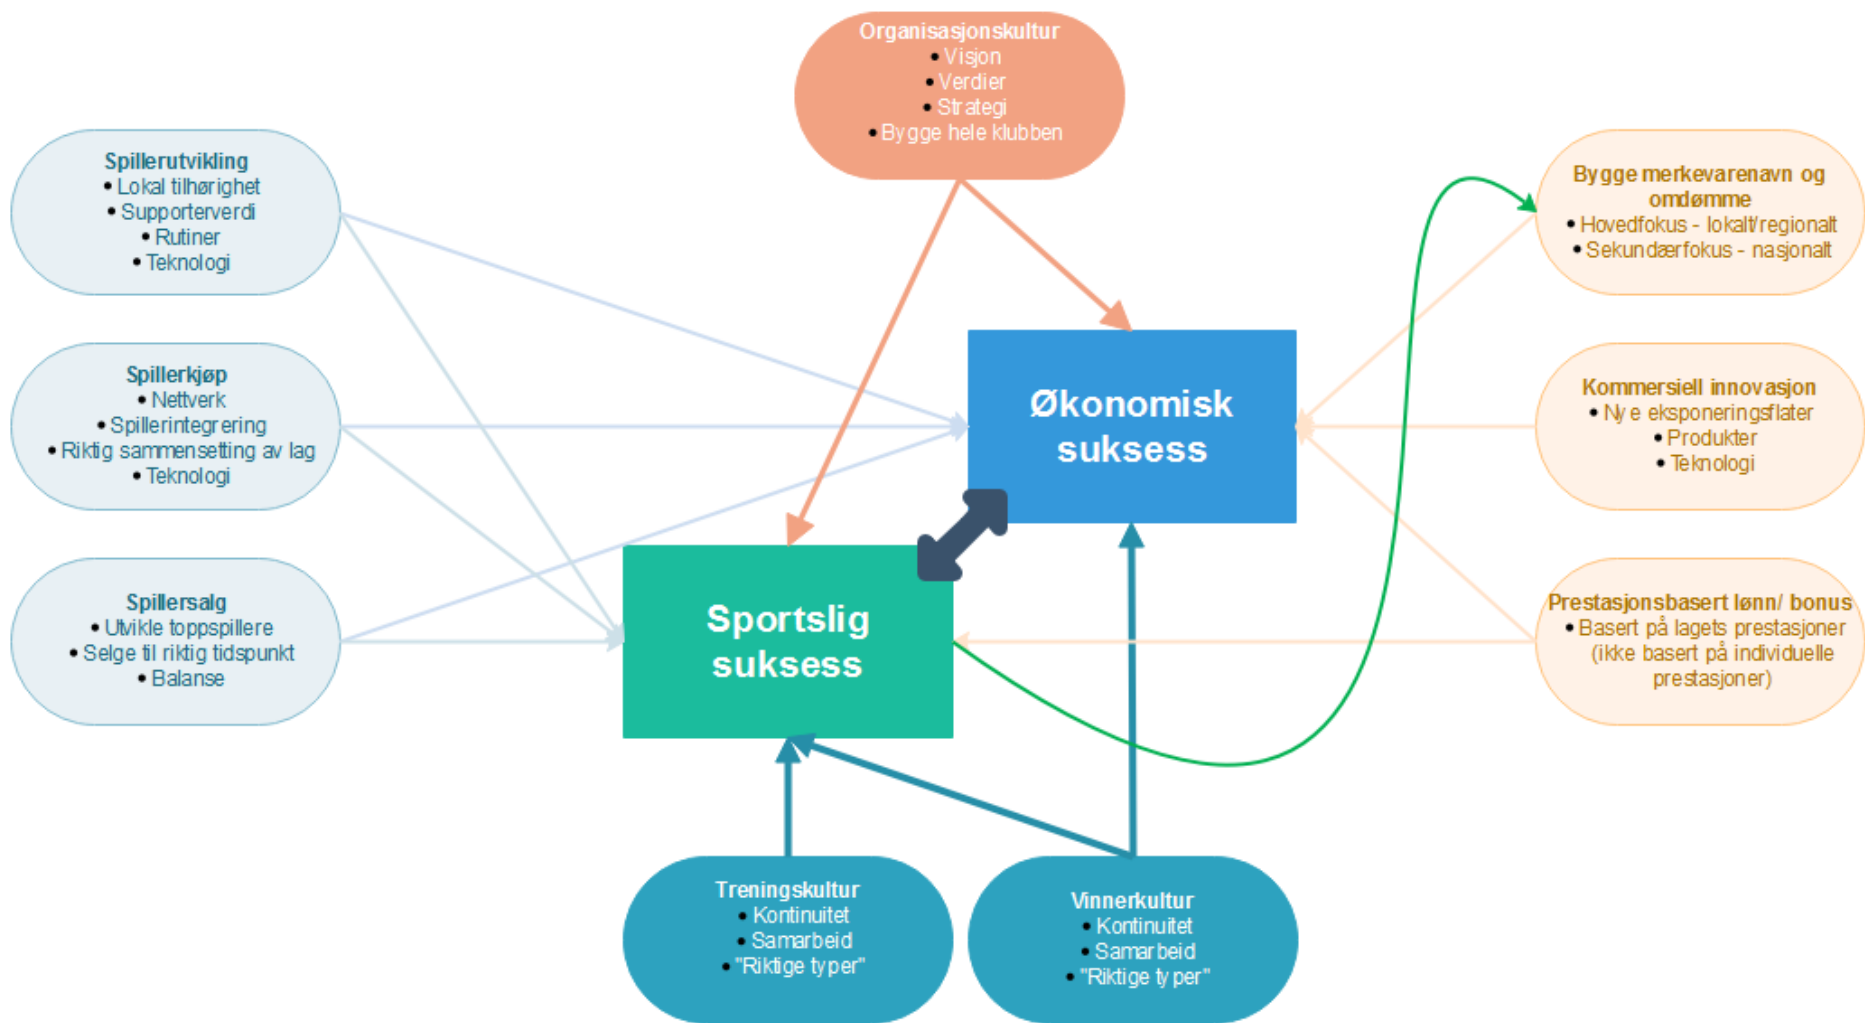 Organisasjonskultur
• Visjon
• Verdier
• Strategi
• Bygge hele klubben
Spillerutvikling
• Lokal tilhørighet
• Supporterverdi
• Rutiner
• Teknologi
Spillerkjøp
• Nettverk
• Spillerintegrering
• Riktig sammensetting av lag
• Teknologi
Spillersalg
• Utvikle toppspillere
• Selge til riktig tidspunkt
• Balanse
Økonomisk
suksess
Sportslig
suksess
Bygge merkevarenavn og
omdømme
• Hovedfokus - lokalt/regionalt
• Sekundærfokus - nasjonalt
Kommersiell innovasjon
• Nye eksponeringsflater
• Produkter
• Teknologi
Prestasjonsbasert lønn/ bonus
• Basert på lagets prestasjoner
(ikke basert på individuelle
prestasjoner)
Treningskultur
• Kontinuitet
• Samarbeid
• "Riktige typer"
Vinnerkultur
• Kontinuitet
• Samarbeid
• "Riktige typer"